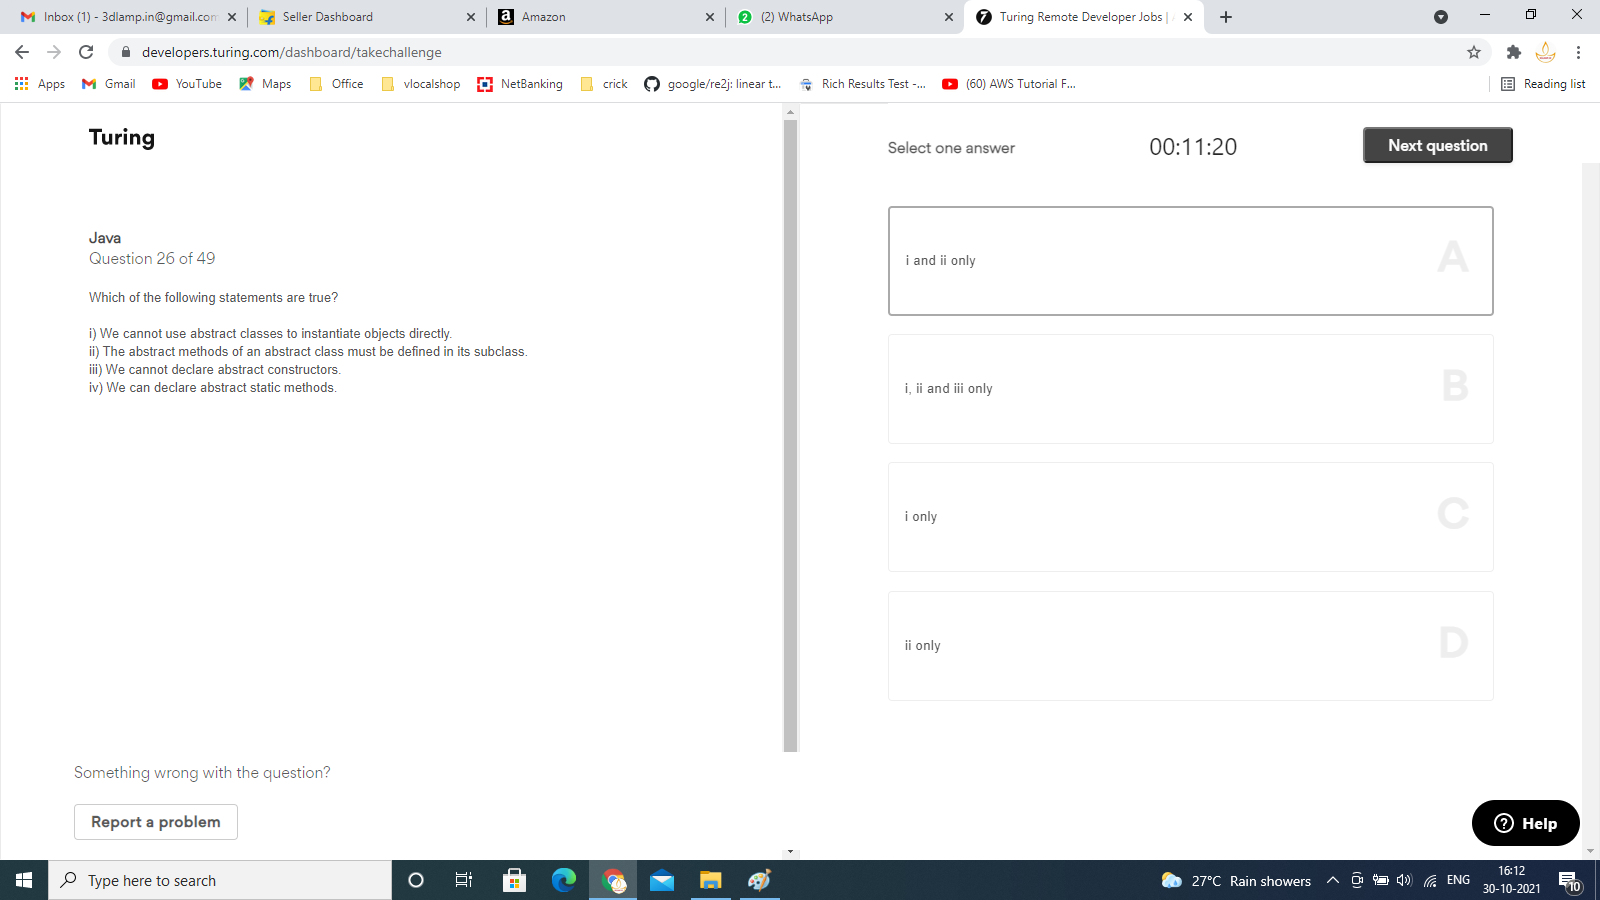 Inbox (1) - 3dlamp.in@gmail.com
Seller Dashboard
Amazon
(2) WhatsApp
Turing Remote Developer Jobs |
developers.turing.com/dashboard/takechallenge
Apps
Gmail
YouTube
Maps
Office
vlocalshop
NetBanking
crick
google/re2j: linear t...
Rich Results Test -...
(60) AWS Tutorial F...
Reading list
Turing
Select one answer
00:11:20
Next question
Java
Question 26 of 49
Which of the following statements are true?
i) We cannot use abstract classes to instantiate objects directly.
ii) The abstract methods of an abstract class must be defined in its subclass.
iii) We cannot declare abstract constructors.
iv) We can declare abstract static methods.
i and ii only
A
i, ii and iii only
B
i only
C
ii only
D
Something wrong with the question?
Report a problem
Help
Type here to search
27°C Rain showers
ENG
16:12
30-10-2021
10